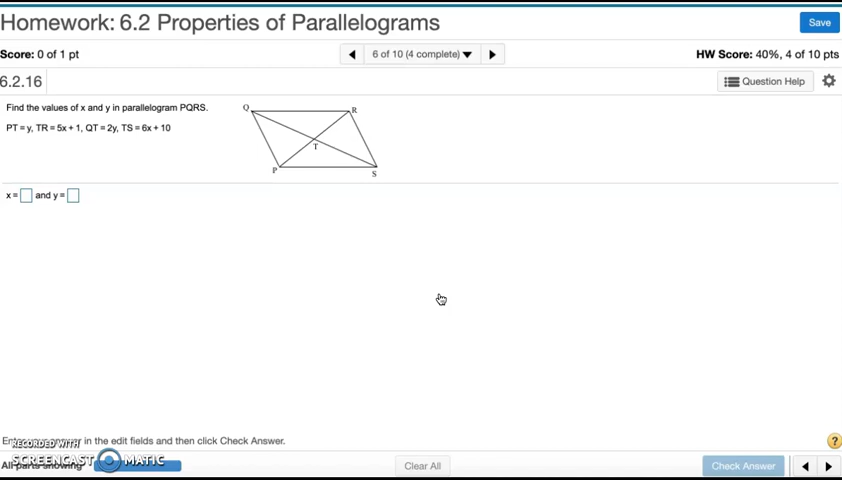 Homework: 6.2 Properties of Parallelograms
Save
Score: 0 of 1 pt
6 of 10 (4 complete)
HW Score: 40%, 4 of 10 pts
6.2.16
Question Help
Find the values of x and y in parallelogram PQRS.
PT = y, TR = 5x + 1, QT = 2y, TS = 6x + 10
Q
R
T
P
S
x = and y =
in the edit fields and then click Check Answer.
RECORDED WITH
SCREENCAST MATIC
All parts showing
Clear All
Check Answer
?